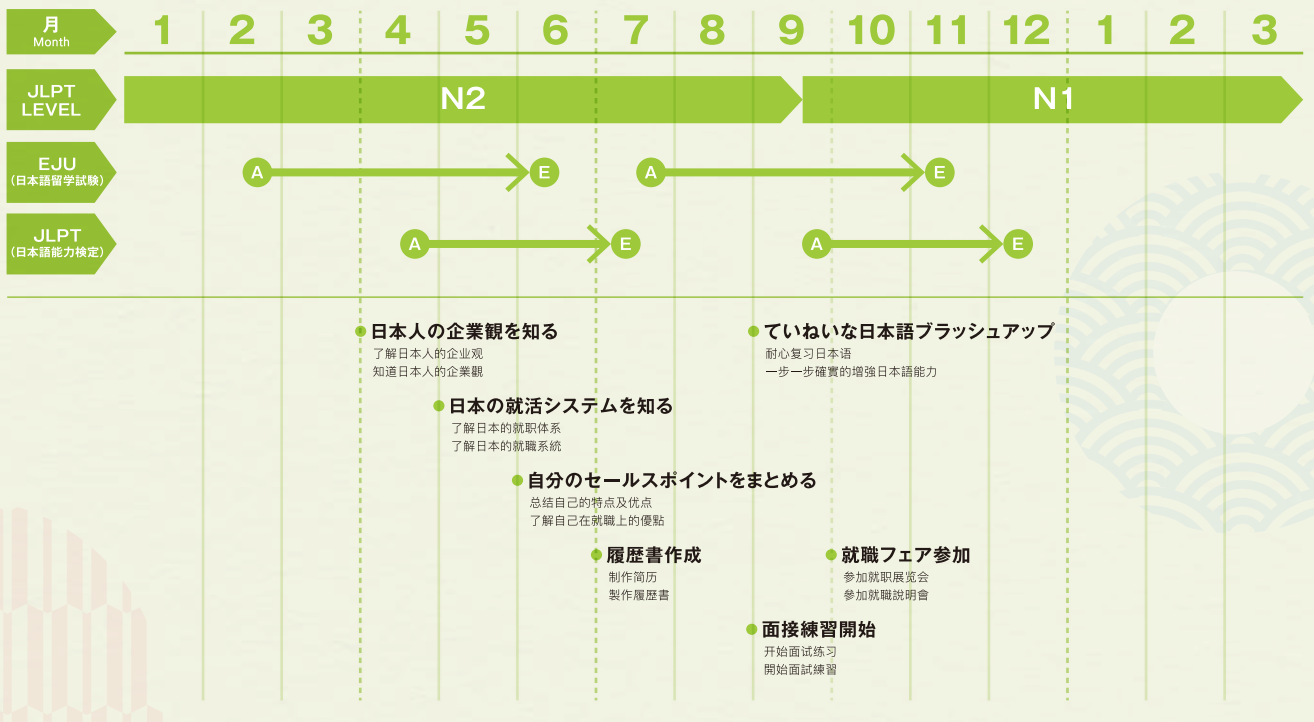 月
Month
1 2 3 4 5 6 7 8 9 10 11 12 1 2 3
JLPT
LEVEL
N2 N1
EJU
(日本語留学試験)
A E A E
JLPT
(日本語能力検定)
A E A E
日本人の企業観を知る
了解日本人的企业观
知道日本人的企業觀
ていねいな日本語ブラッシュアップ
耐心复习日本语
一步一步確實的增強日本語能力
日本の就活システムを知る
了解日本的就职体系
了解日本的就職系統
自分のセールスポイントをまとめる
总结自己的特点及优点
了解自己在就職上的優點
履歴書作成
制作简历
製作履歷書
就職フェア参加
参加就职展览会
參加就職說明會
面接練習開始
开始面试练习
開始面試練習